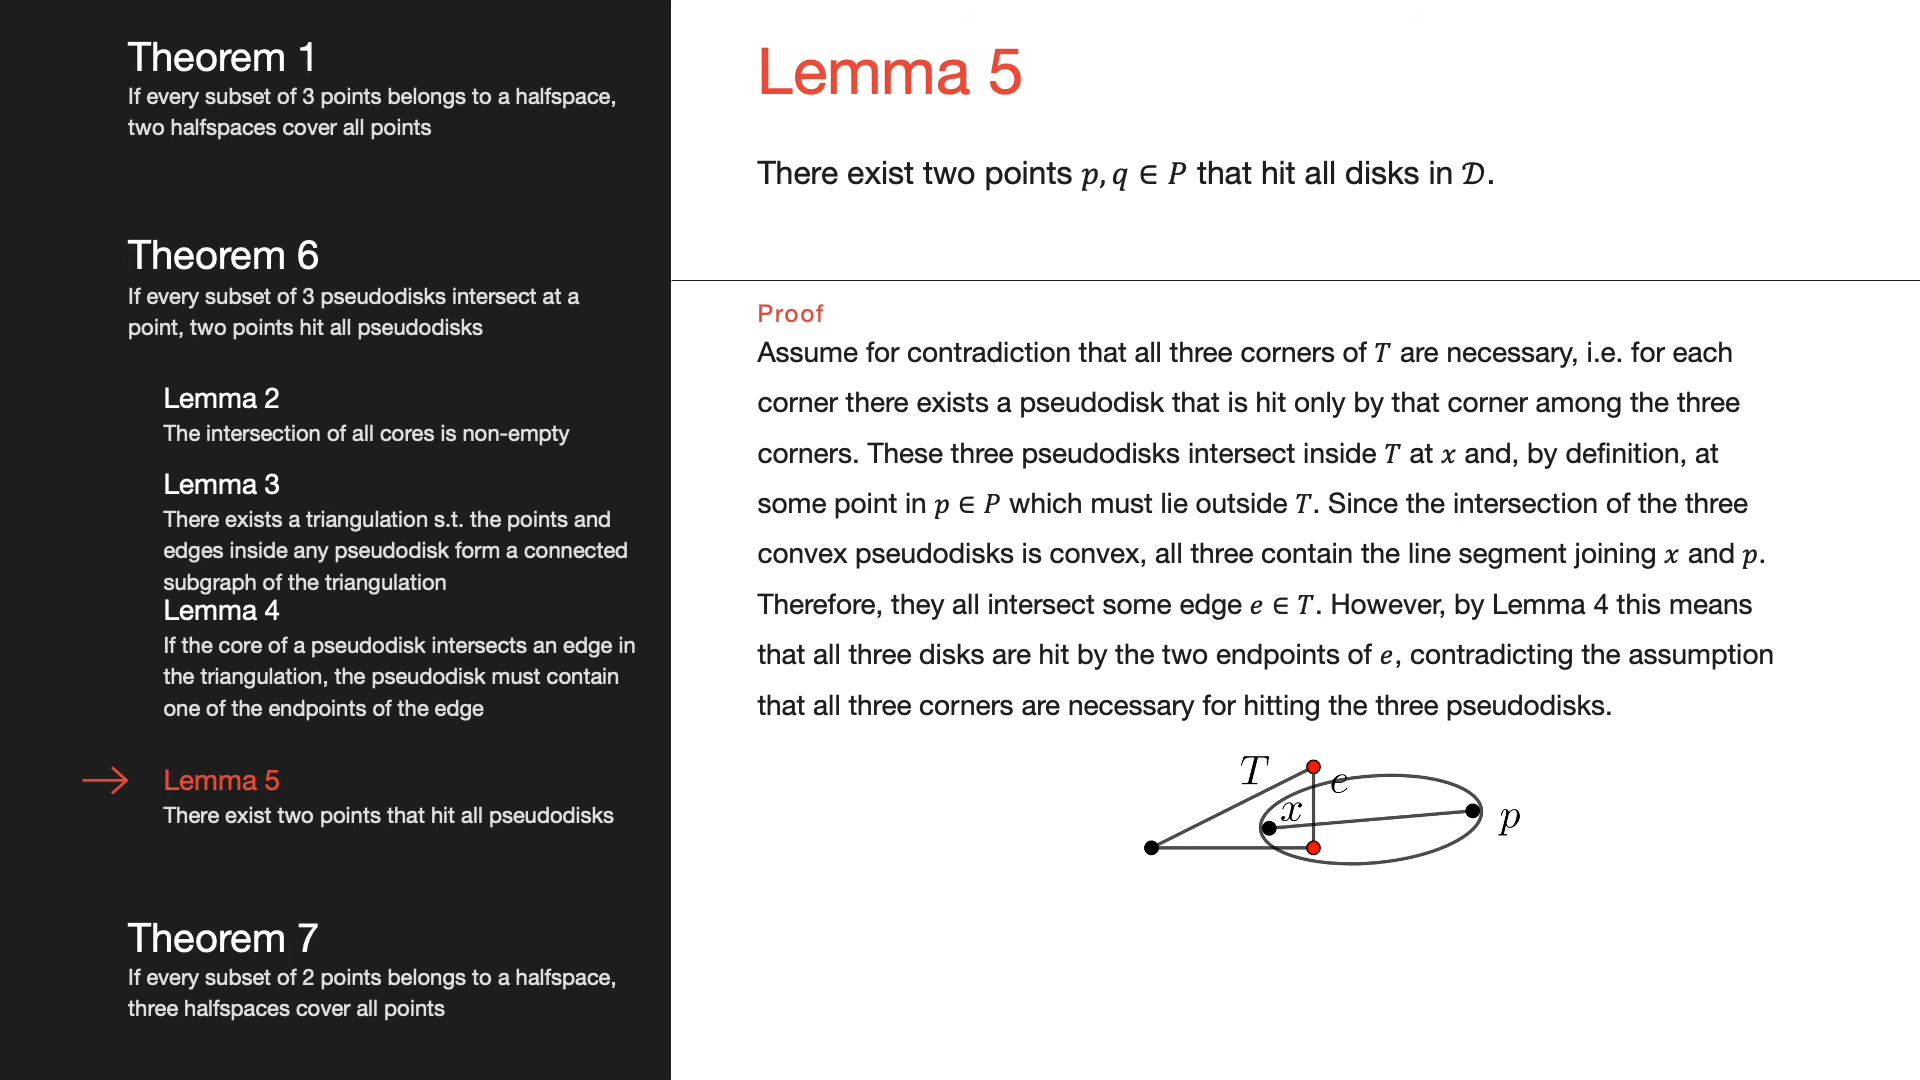 Theorem 1
If every subset of 3 points belongs to a halfspace,
two halfspaces cover all points
Theorem 6
If every subset of 3 pseudodisks intersect at a
point, two points hit all pseudodisks
Lemma 2
The intersection of all cores is non-empty
Lemma 3
There exists a triangulation s.t. the points and
edges inside any pseudodisk form a connected
subgraph of the triangulation
Lemma 4
If the core of a pseudodisk intersects an edge in
the triangulation, the pseudodisk must contain
one of the endpoints of the edge
Lemma 5
There exist two points that hit all pseudodisks
Theorem 7
If every subset of 2 points belongs to a halfspace,
three halfspaces cover all points
Lemma 5
There exist two points p, q ∈ P that hit all disks in 𝒟.
Proof
Assume for contradiction that all three corners of T are necessary, i.e. for each
corner there exists a pseudodisk that is hit only by that corner among the three
corners. These three pseudodisks intersect inside T at x and, by definition, at
some point in p ∈ P which must lie outside T. Since the intersection of the three
convex pseudodisks is convex, all three contain the line segment joining x and p.
Therefore, they all intersect some edge e ∈ T. However, by Lemma 4 this means
that all three disks are hit by the two endpoints of e, contradicting the assumption
that all three corners are necessary for hitting the three pseudodisks.
T
e
x
p